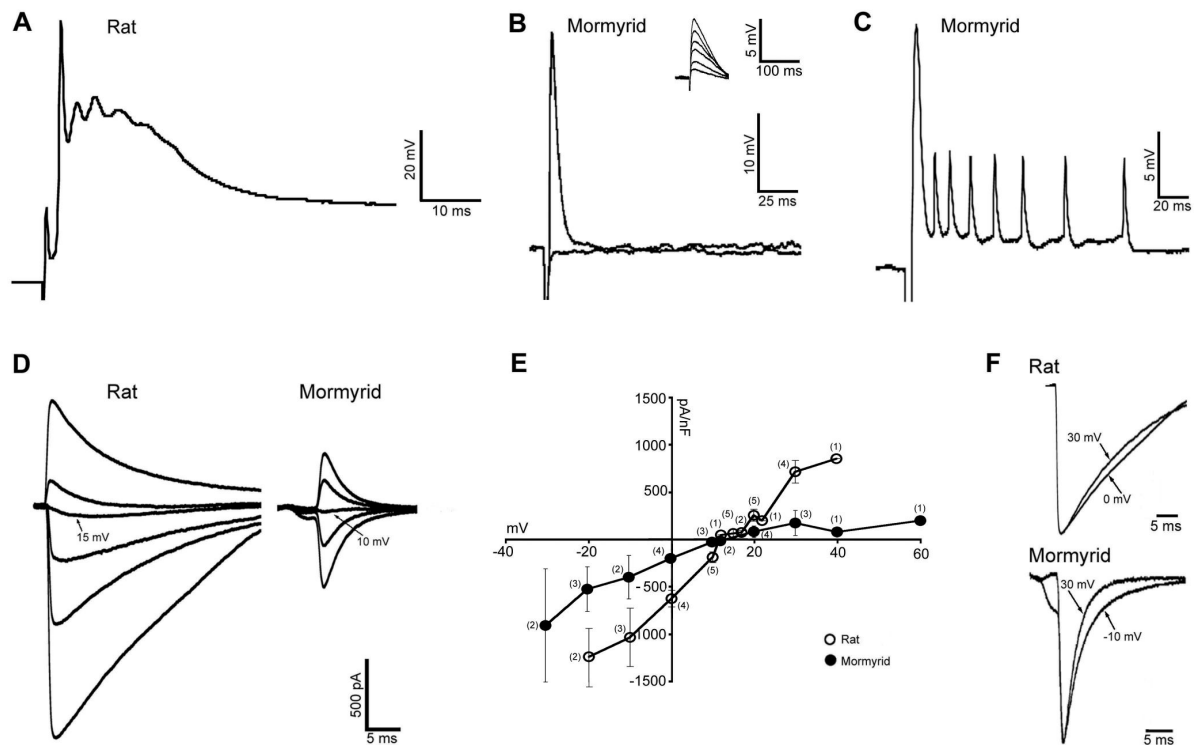 A
Rat
20 mV
10 ms
B
Mormyrid
5 mV
100 ms
10 mV
25 ms
C
Mormyrid
5 mV
20 ms
D
Rat
15 mV
Mormyrid
10 mV
500 pA
5 ms
E
1500
pA/nF
1000
500
-500
-1000
-1500
mV
-40
-20
20
40
60
(2)
(3)
(2)
(4)
(3)
(1)
(5)
(2)
(5)
(1)
(4)
(1)
(3)
(1)
(1)
(2)
(4)
(5)
(4)
(3)
(2)
Rat
Mormyrid
F
Rat
30 mV
0 mV
5 ms
Mormyrid
30 mV
-10 mV
5 ms